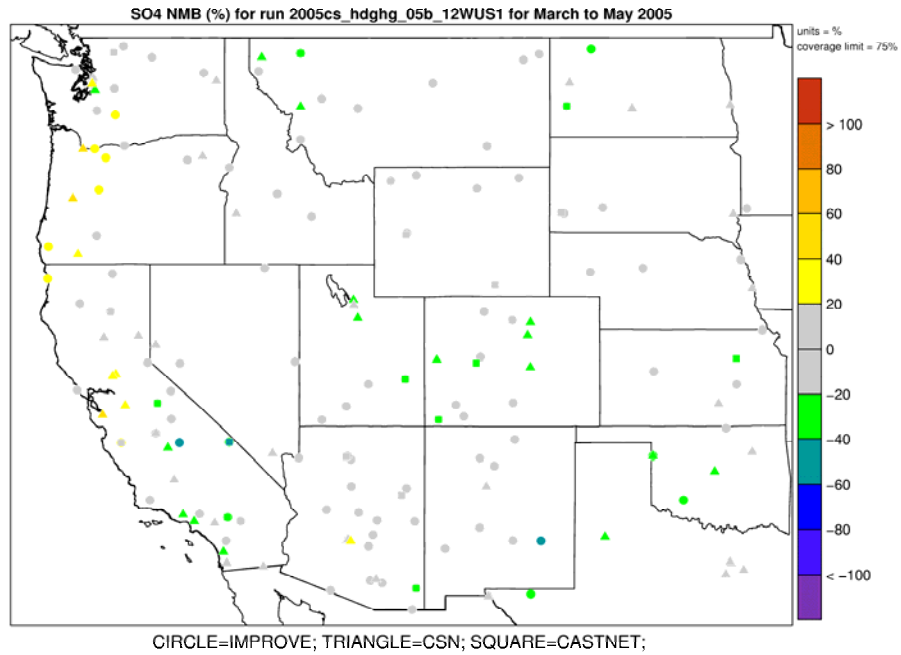 SO4 NMB (%) for run 2005cs_hdghg_05b_12WUS1 for March to May 2005
units = %
coverage limit = 75%
> 100
80
60
40
20
0
−20
−40
−60
−80
< −100
CIRCLE=IMPROVE; TRIANGLE=CSN; SQUARE=CASTNET;